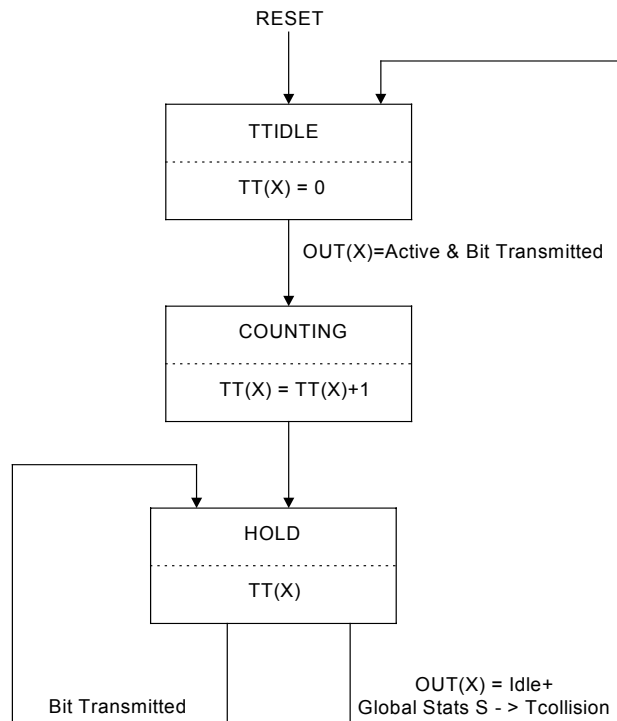 RESET
TTIDLE
TT(X) = 0
OUT(X)=Active & Bit Transmitted
COUNTING
TT(X) = TT(X)+1
HOLD
TT(X)
Bit Transmitted
OUT(X) = Idle+
Global Stats S - > Tcollision